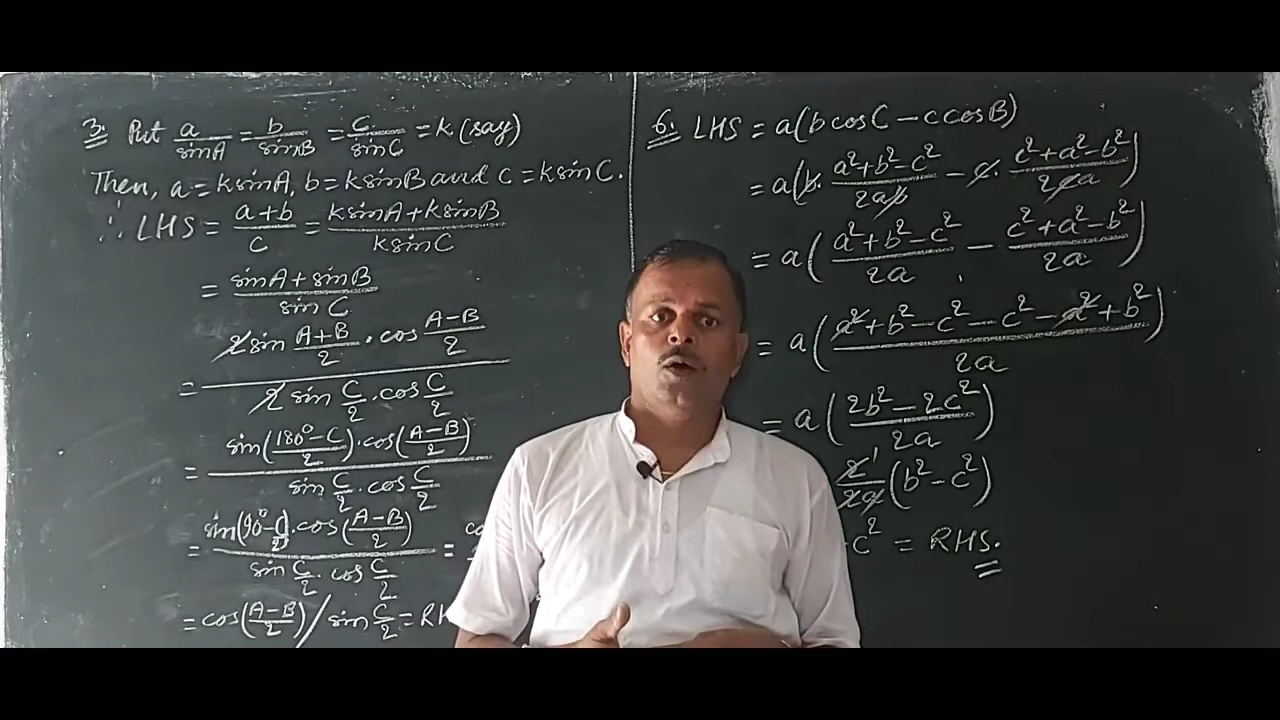 3. Put a/sinA = b/sinB = c/sinC = k (say)
Then, a = ksinA, b = ksinB and c = ksinC.
∴ LHS = (a+b)/c = (ksinA + ksinB)/(ksinC)
= (sinA + sinB)/(sin C)
= (2 sin (A+B)/2 · cos (A−B)/2)/(2 sin C/2 · cos C/2)
= (sin((180°−C)/2) · cos((A−B)/2))/(sin C/2 · cos C/2)
= (sin(90°−C/2) · cos((A−B)/2))/(sin C/2 · cos C/2) =
= cos((A−B)/2) / sin C/2 =
6. LHS = a(bcosC − ccosB)
= a(b · (a²+b²−c²)/(2ab) − c · (c²+a²−b²)/(2ca))
= a((a²+b²−c²)/(2a) − (c²+a²−b²)/(2a))
= a((a²+b²−c²−c²−a²+b²)/(2a))
= a((2b²−2c²)/(2a))
(b²−c²)
c² = RHS.